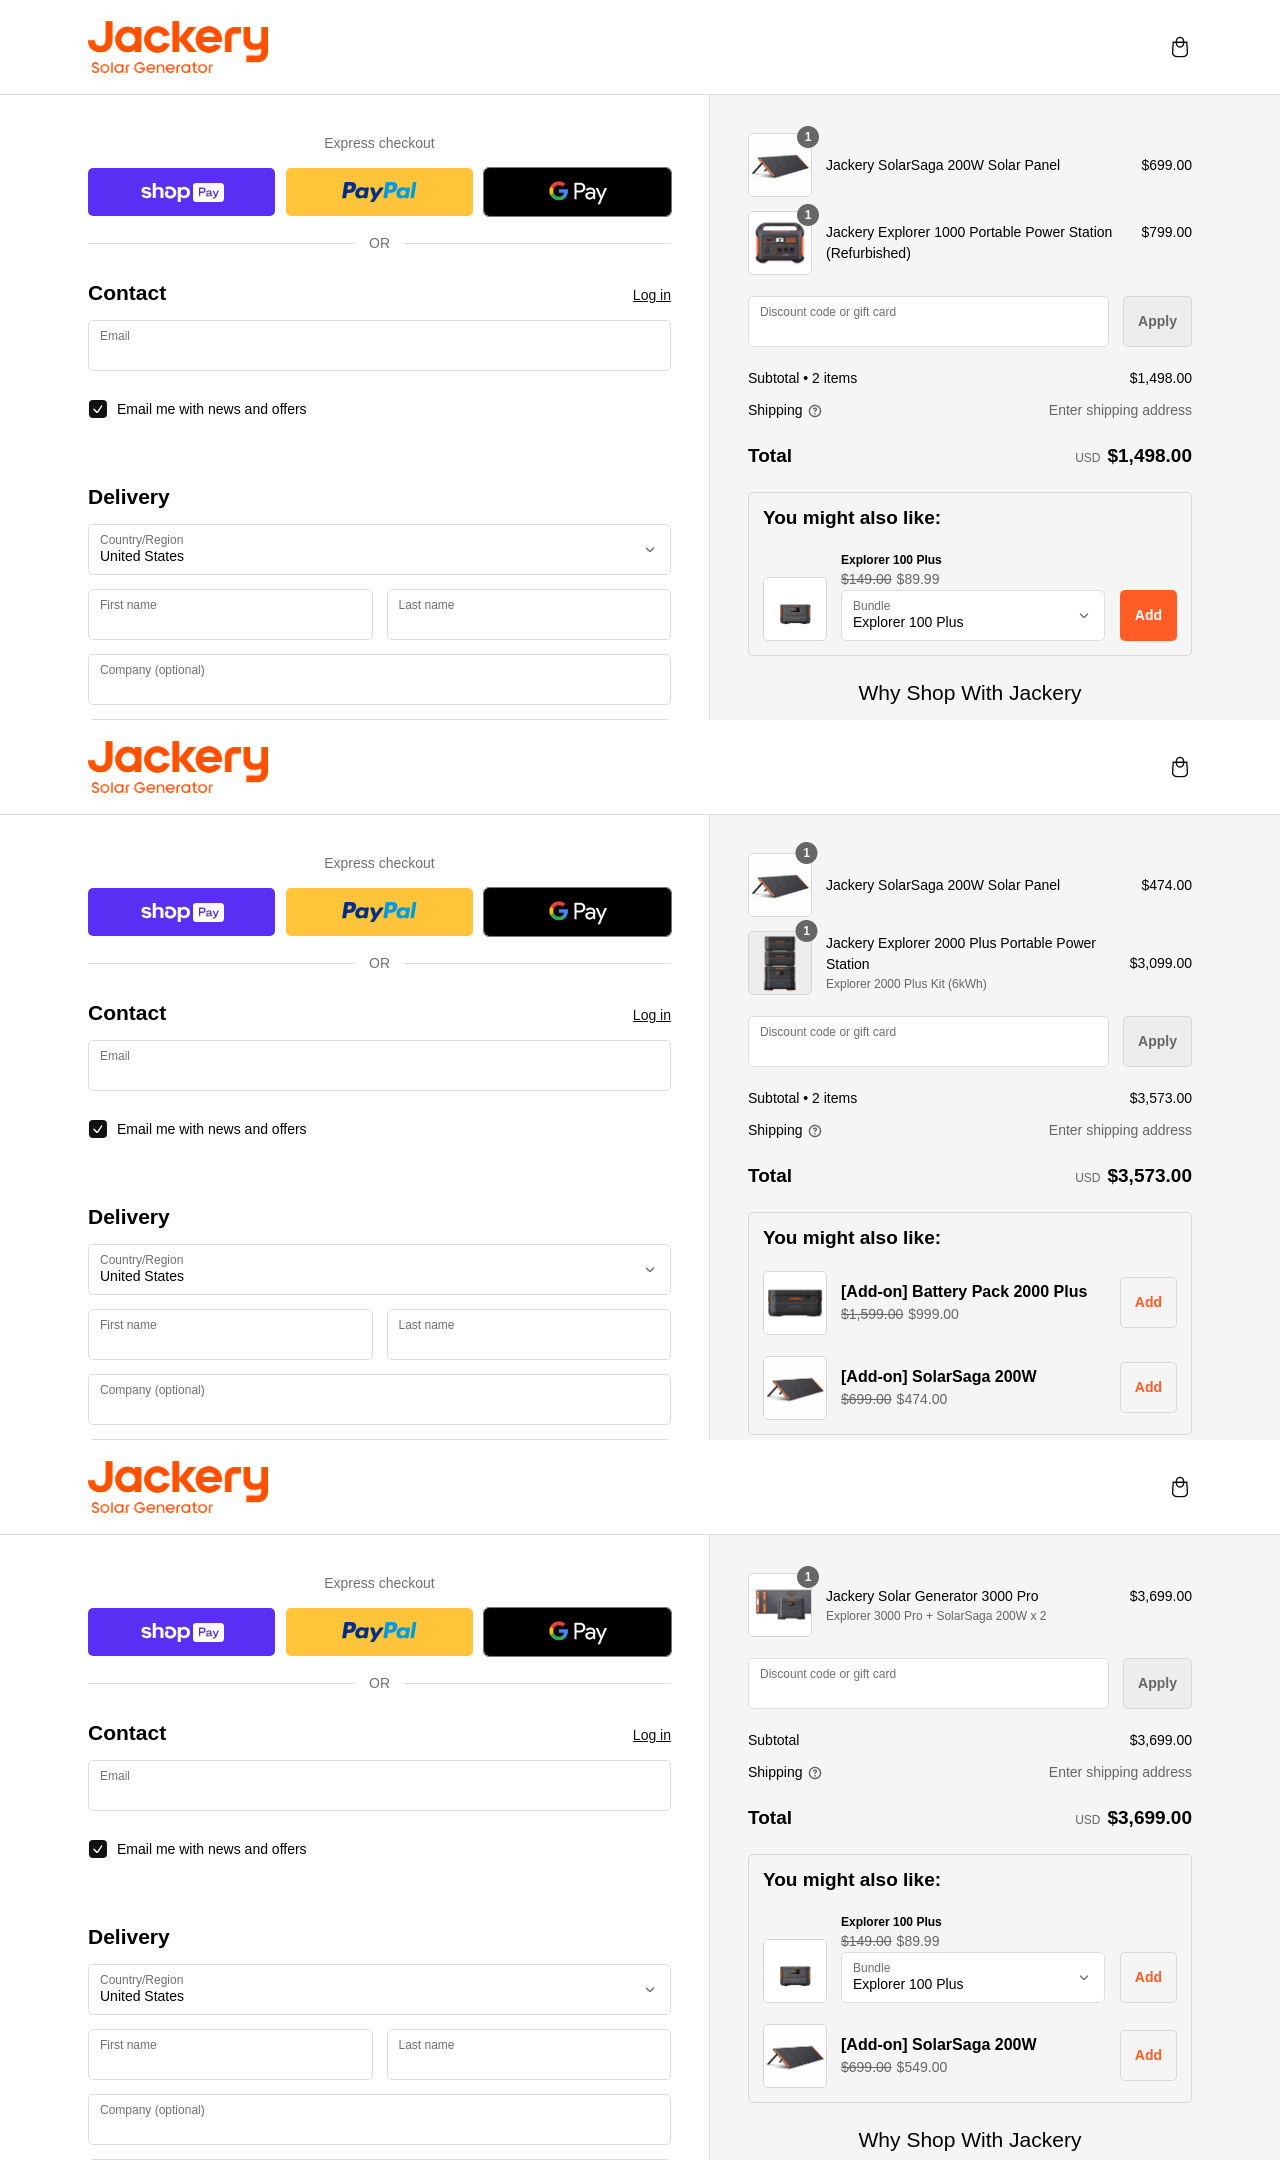 Jackery
Solar Generator
Express checkout
shop Pay
PayPal
G Pay
OR
Contact
Log in
Email
Email me with news and offers
Delivery
Country/Region
United States
First name
Last name
Company (optional)
1
Jackery SolarSaga 200W Solar Panel
$699.00
1
Jackery Explorer 1000 Portable Power Station
(Refurbished)
$799.00
Discount code or gift card
Apply
Subtotal • 2 items
$1,498.00
Shipping
Enter shipping address
Total
USD $1,498.00
You might also like:
Explorer 100 Plus
$149.00 $89.99
Bundle
Explorer 100 Plus
Add
Why Shop With Jackery
Jackery
Solar Generator
Express checkout
shop Pay
PayPal
G Pay
OR
Contact
Log in
Email
Email me with news and offers
Delivery
Country/Region
United States
First name
Last name
Company (optional)
1
Jackery SolarSaga 200W Solar Panel
$474.00
1
Jackery Explorer 2000 Plus Portable Power
Station
Explorer 2000 Plus Kit (6kWh)
$3,099.00
Discount code or gift card
Apply
Subtotal • 2 items
$3,573.00
Shipping
Enter shipping address
Total
USD $3,573.00
You might also like:
[Add-on] Battery Pack 2000 Plus
$1,599.00 $999.00
Add
[Add-on] SolarSaga 200W
$699.00 $474.00
Add
Jackery
Solar Generator
Express checkout
shop Pay
PayPal
G Pay
OR
Contact
Log in
Email
Email me with news and offers
Delivery
Country/Region
United States
First name
Last name
Company (optional)
1
Jackery Solar Generator 3000 Pro
Explorer 3000 Pro + SolarSaga 200W x 2
$3,699.00
Discount code or gift card
Apply
Subtotal
$3,699.00
Shipping
Enter shipping address
Total
USD $3,699.00
You might also like:
Explorer 100 Plus
$149.00 $89.99
Bundle
Explorer 100 Plus
Add
[Add-on] SolarSaga 200W
$699.00 $549.00
Add
Why Shop With Jackery